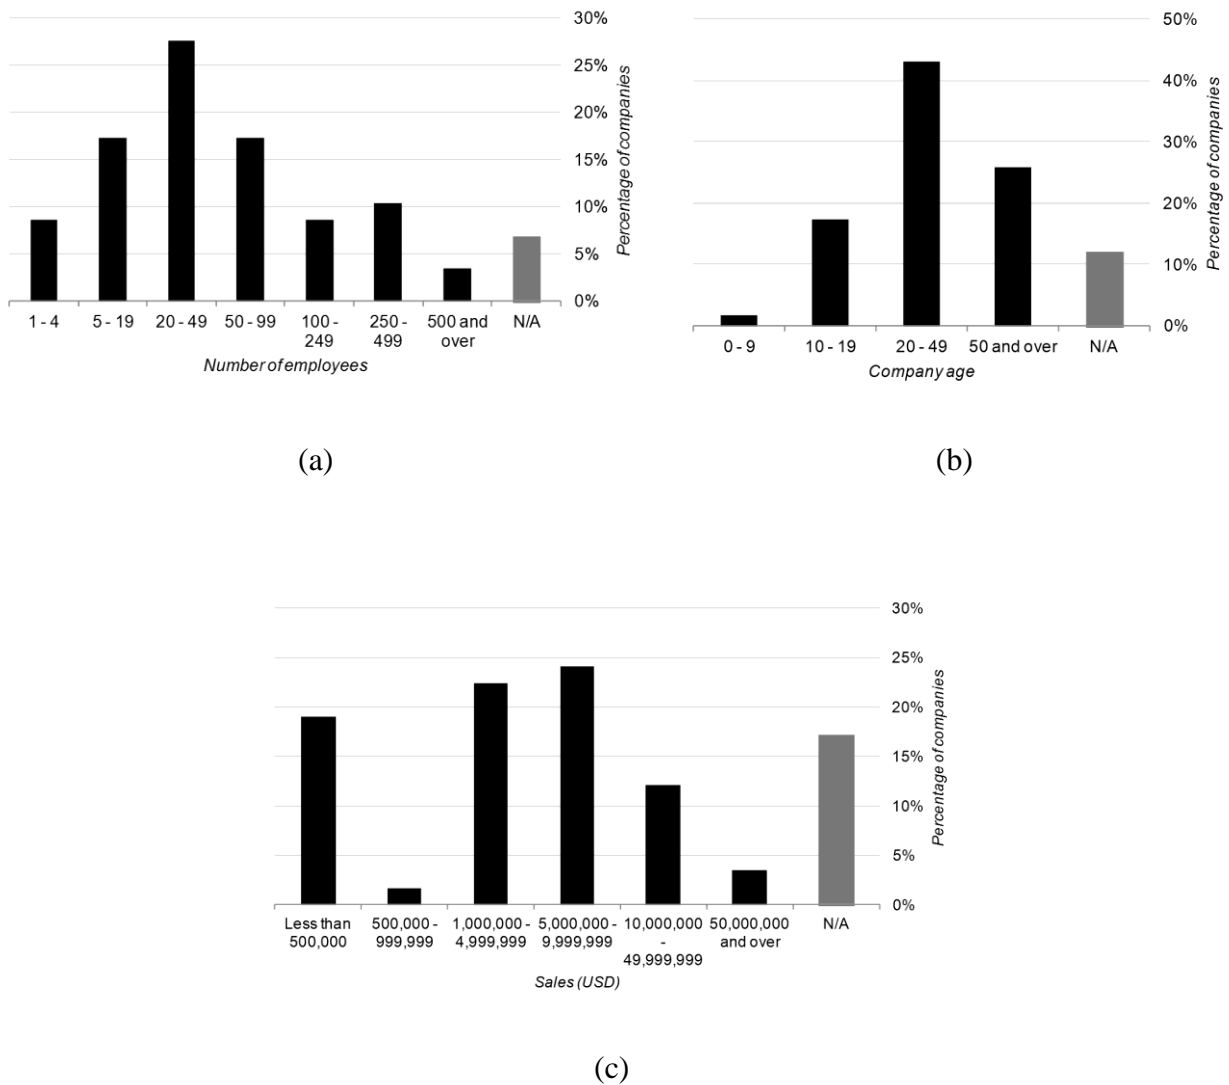 30%
25%
20%
15%
10%
5%
0%
Percentage of companies
1 - 4 5 - 19 20 - 49 50 - 99 100 - 249 250 - 499 500 and over N/A
Number of employees
(a)
50%
40%
30%
20%
10%
0%
Percentage of companies
0 - 9 10 - 19 20 - 49 50 and over N/A
Company age
(b)
30%
25%
20%
15%
10%
5%
0%
Percentage of companies
Less than 500,000 500,000 - 999,999 1,000,000 - 4,999,999 5,000,000 - 9,999,999 10,000,000 - 49,999,999 50,000,000 and over N/A
Sales (USD)
(c)